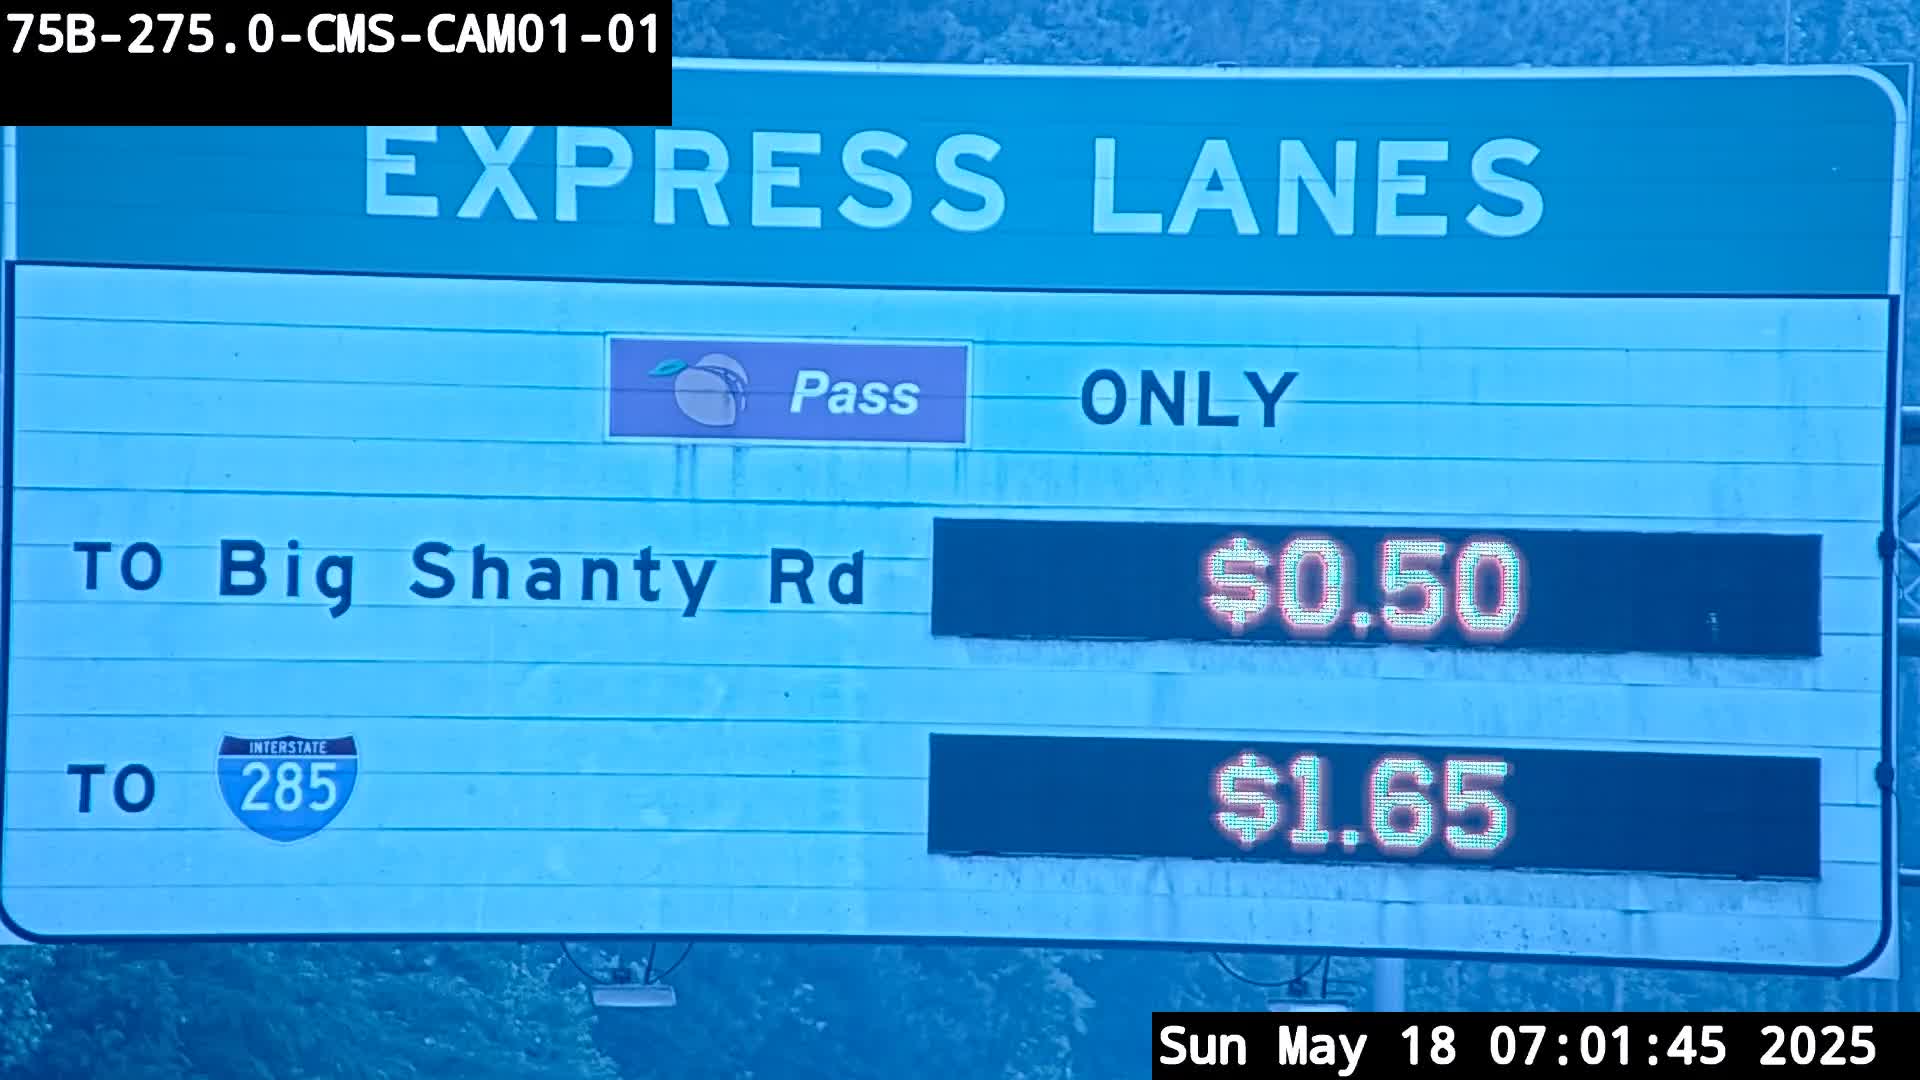 75B-275.0-CMS-CAM01-01
EXPRESS LANES
Pass ONLY
TO Big Shanty Rd $0.50
TO INTERSTATE 285 $1.65
Sun May 18 07:01:45 2025